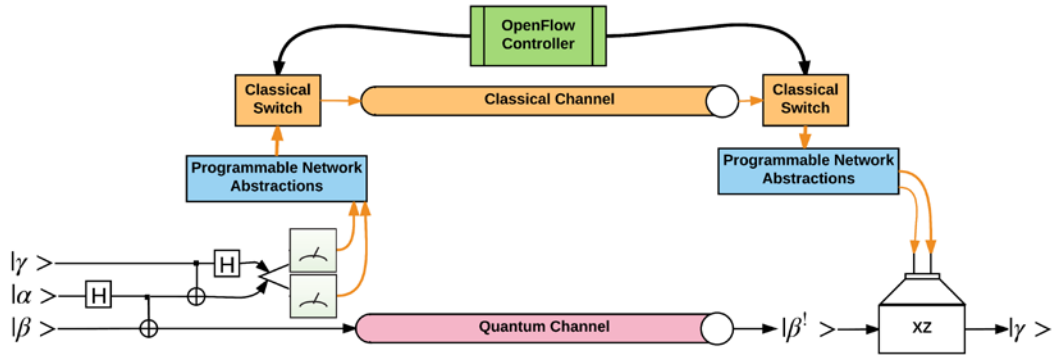 OpenFlow
Controller
Classical
Switch
Classical Channel
Classical
Switch
Programmable Network
Abstractions
Programmable Network
Abstractions
|γ >
H
|α >
H
|β >
Quantum Channel
|β^! >
XZ
|γ >